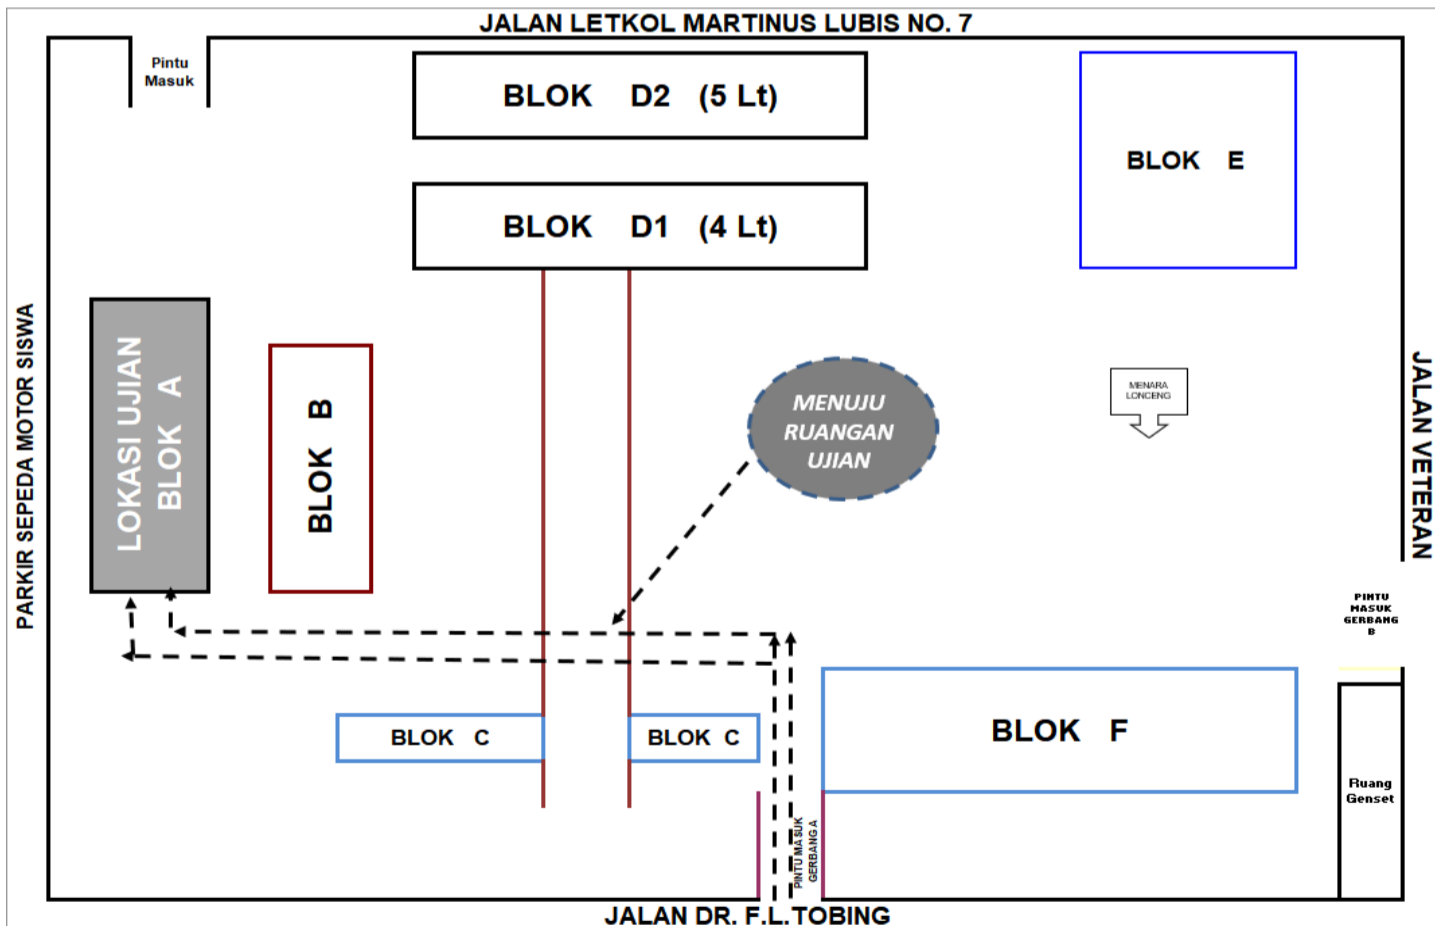 JALAN LETKOL MARTINUS LUBIS NO. 7
Pintu
Masuk
BLOK D2 (5 Lt)
BLOK E
BLOK D1 (4 Lt)
PARKIR SEPEDA MOTOR SISWA
LOKASI UJIAN
BLOK A
BLOK B
MENUJU
RUANGAN
UJIAN
MENARA
LONCENG
JALAN VETERAN
PINTU
MASUK
GERBANG
B
BLOK C
BLOK C
BLOK F
Ruang
Genset
PINTU MASUK
GERBANG A
JALAN DR. F.L.TOBING